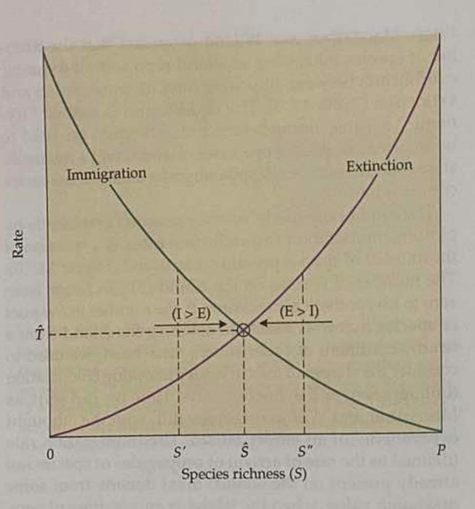 Immigration
Extinction
Rate
(I > E)
(E > I)
T̂
0
S′
Ŝ
S″
P
Species richness (S)